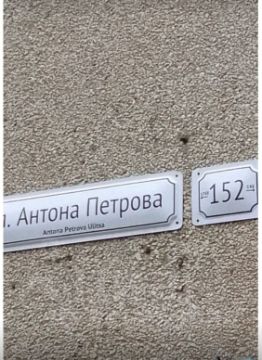 л. Антона Петрова
Antona Petrova Ulitsa
152